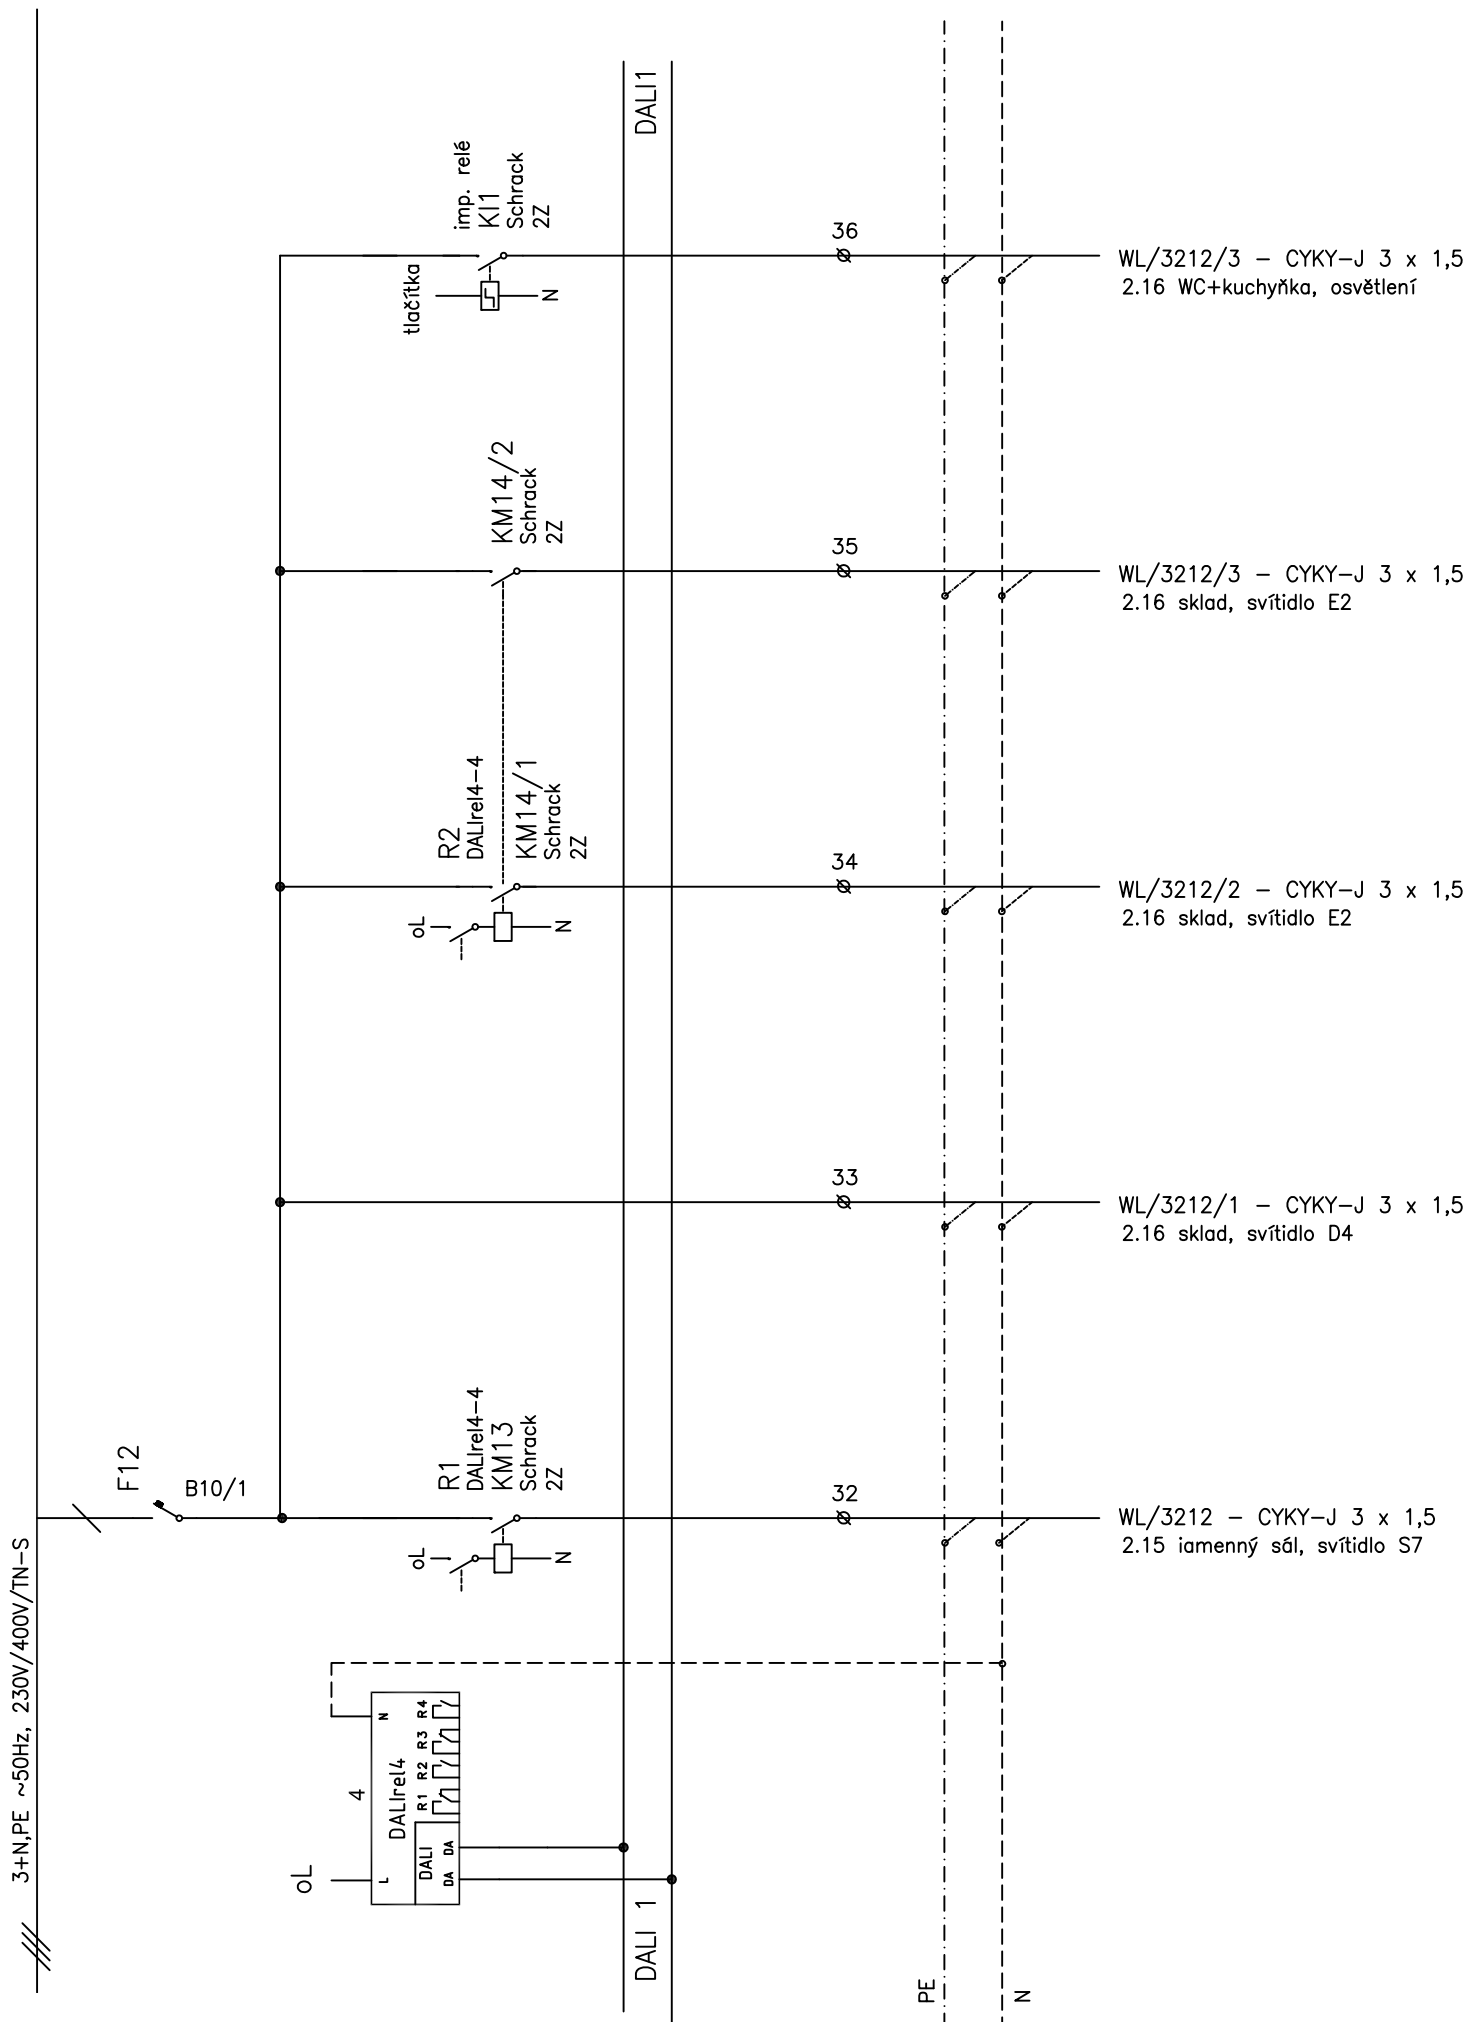 3+N,PE ~50Hz, 230V/400V/TN-S
DALI1
imp. relé
KI1
Schrack
2Z
tlačítka
N
36
WL/3212/3 - CYKY-J 3 x 1,5
2.16 WC+kuchyňka, osvětlení
KM14/2
Schrack
2Z
35
WL/3212/3 - CYKY-J 3 x 1,5
2.16 sklad, svítidlo E2
R2
DALIrel4-4
KM14/1
Schrack
2Z
oL
N
34
WL/3212/2 - CYKY-J 3 x 1,5
2.16 sklad, svítidlo E2
33
WL/3212/1 - CYKY-J 3 x 1,5
2.16 sklad, svítidlo D4
F12
B10/1
R1
DALIrel4-4
KM13
Schrack
2Z
oL
N
32
WL/3212 - CYKY-J 3 x 1,5
2.15 iamenný sál, svítidlo S7
4
oL
L
N
DALIrel4
DALI
DA DA
R1 R2 R3 R4
DALI 1
PE
N